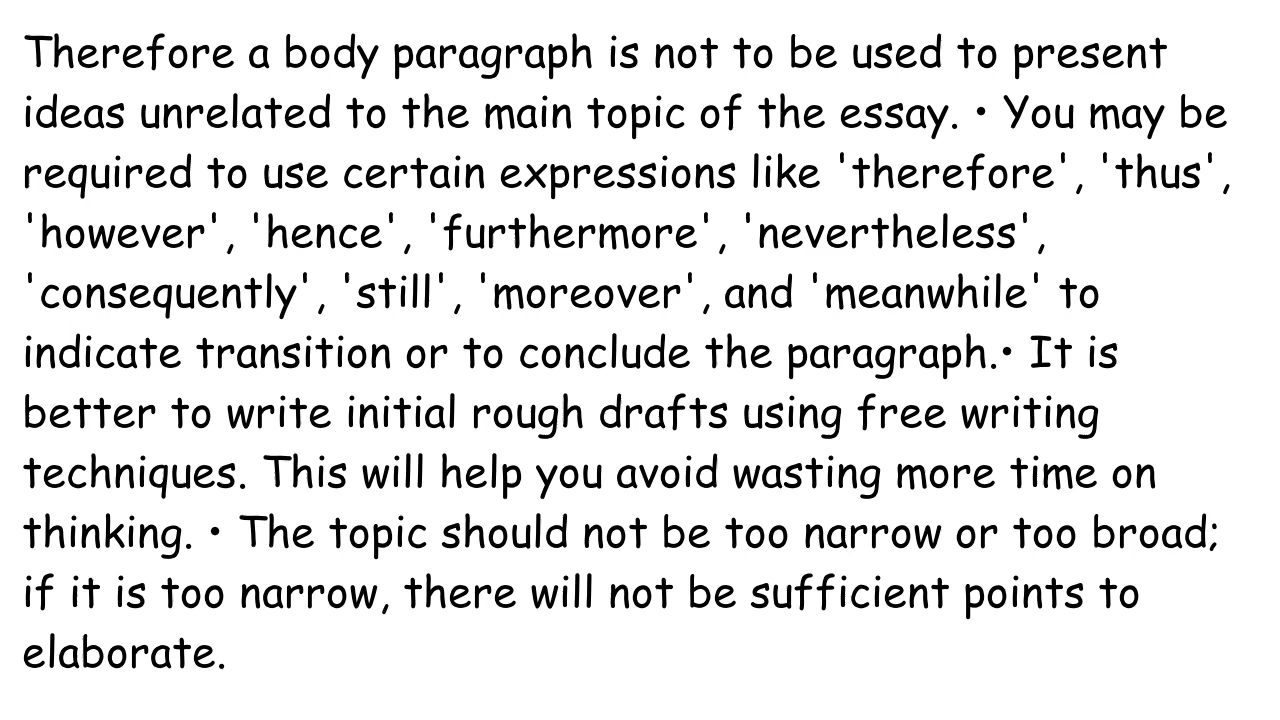 Therefore a body paragraph is not to be used to present
ideas unrelated to the main topic of the essay. • You may be
required to use certain expressions like 'therefore', 'thus',
'however', 'hence', 'furthermore', 'nevertheless',
'consequently', 'still', 'moreover', and 'meanwhile' to
indicate transition or to conclude the paragraph.• It is
better to write initial rough drafts using free writing
techniques. This will help you avoid wasting more time on
thinking. • The topic should not be too narrow or too broad;
if it is too narrow, there will not be sufficient points to
elaborate.